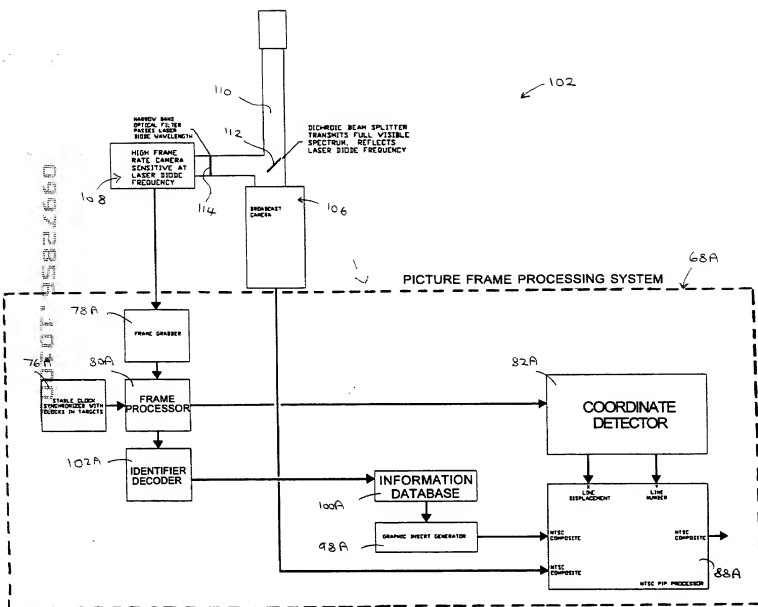 102
110
NARROW BAND
OPTICAL FILTER
PASSES LASER
DIODE WAVELENGTH
112
DICHROIC BEAM SPLITTER
TRANSMITS FULL VISIBLE
SPECTRUM, REFLECTS
LASER DIODE FREQUENCY
HIGH FRAME
RATE CAMERA
SENSITIVE AT
LASER DIODE
FREQUENCY
108
114
BROADCAST
CAMERA
106
68A
PICTURE FRAME PROCESSING SYSTEM
78A
FRAME GRABBER
76A
STABLE CLOCK
SYNCHRONIZED WITH
CLOCKS IN TARGETS
80A
FRAME
PROCESSOR
82A
COORDINATE
DETECTOR
102A
IDENTIFIER
DECODER
INFORMATION
DATABASE
100A
X
LINE
DISPLACEMENT
Y
LINE
NUMBER
GRAPHIC INSERT GENERATOR
98A
NTSC
COMPOSITE
NTSC
COMPOSITE
NTSC
COMPOSITE
88A
NTSC PIP PROCESSOR